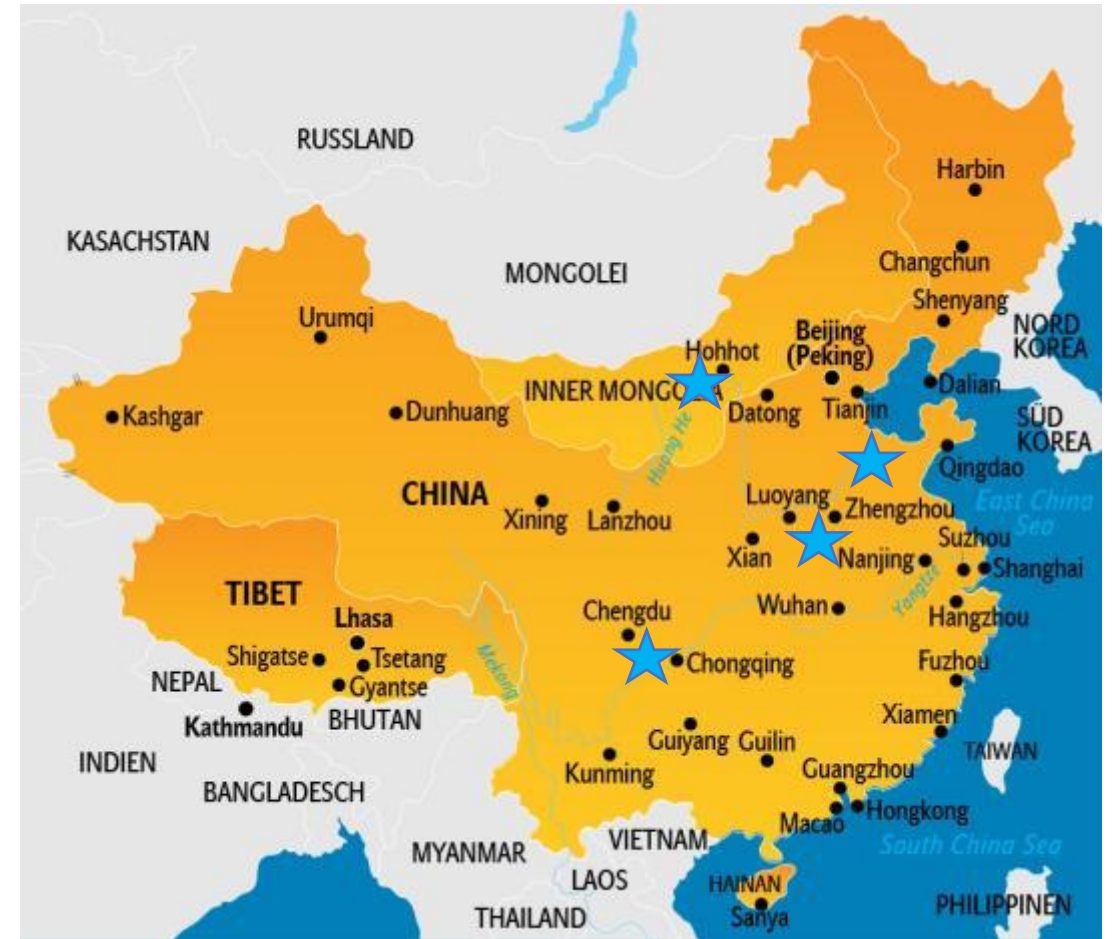 RUSSLAND
Harbin
KASACHSTAN
Changchun
MONGOLEI
Shenyang
Urumqi
NORD
KOREA
Beijing
(Peking)
Hohhot
INNER MONGOLIA
Dalian
Datong
Tianjin
Kashgar
Dunhuang
SÜD
KOREA
Huang He
Qingdao
CHINA
Luoyang
Zhengzhou
East China
Sea
Xining
Lanzhou
Suzhou
Xian
Nanjing
Shanghai
TIBET
Yangtze
Chengdu
Wuhan
Hangzhou
Lhasa
Mekong
Shigatse
Tsetang
Chongqing
Fuzhou
NEPAL
Gyantse
Kathmandu
BHUTAN
Xiamen
Guiyang
Guilin
TAIWAN
INDIEN
Kunming
Guangzhou
BANGLADESCH
Macao
Hongkong
VIETNAM
MYANMAR
South China Sea
LAOS
HAINAN
THAILAND
Sanya
PHILIPPINEN